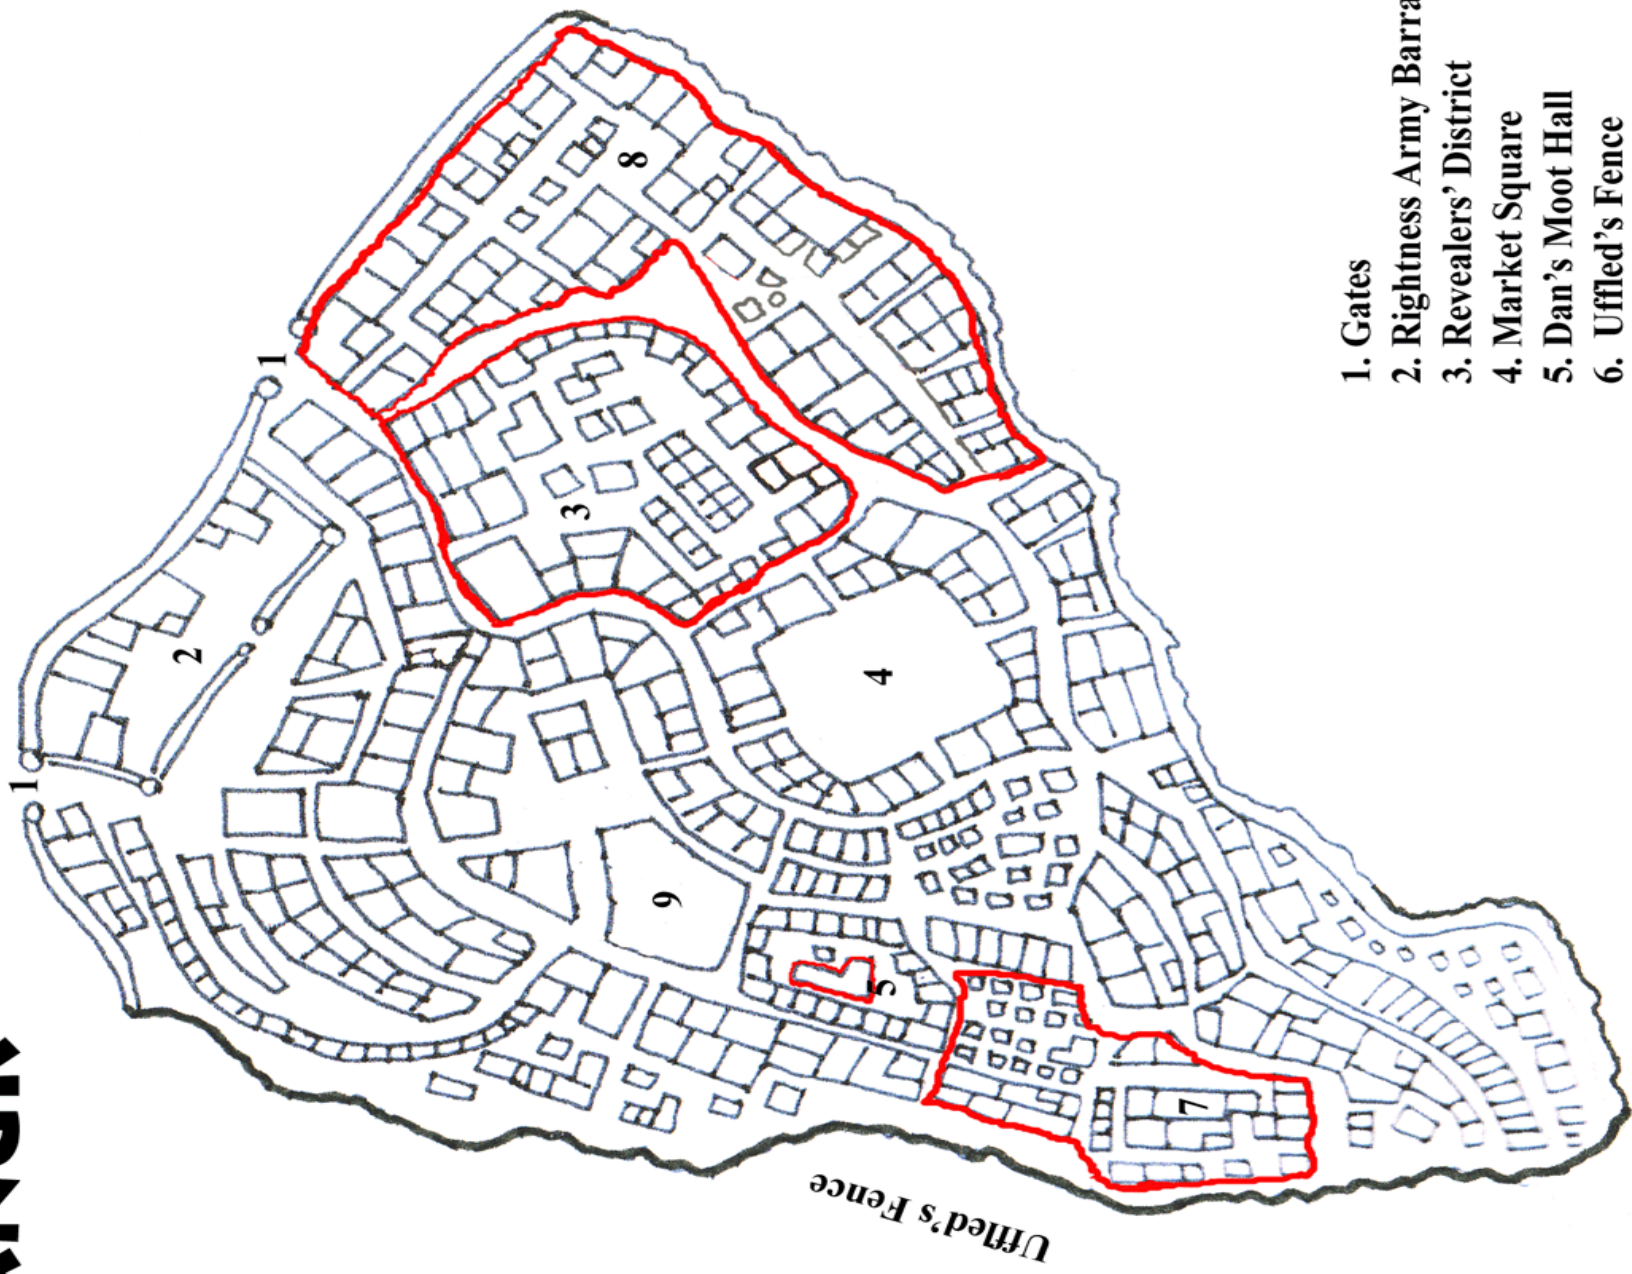 1
1
2
3
8
4
9
5
7
Uffled's Fence
1. Gates
2. Rightness Army Barra
3. Revealers' District
4. Market Square
5. Dan's Moot Hall
6. Uffled's Fence